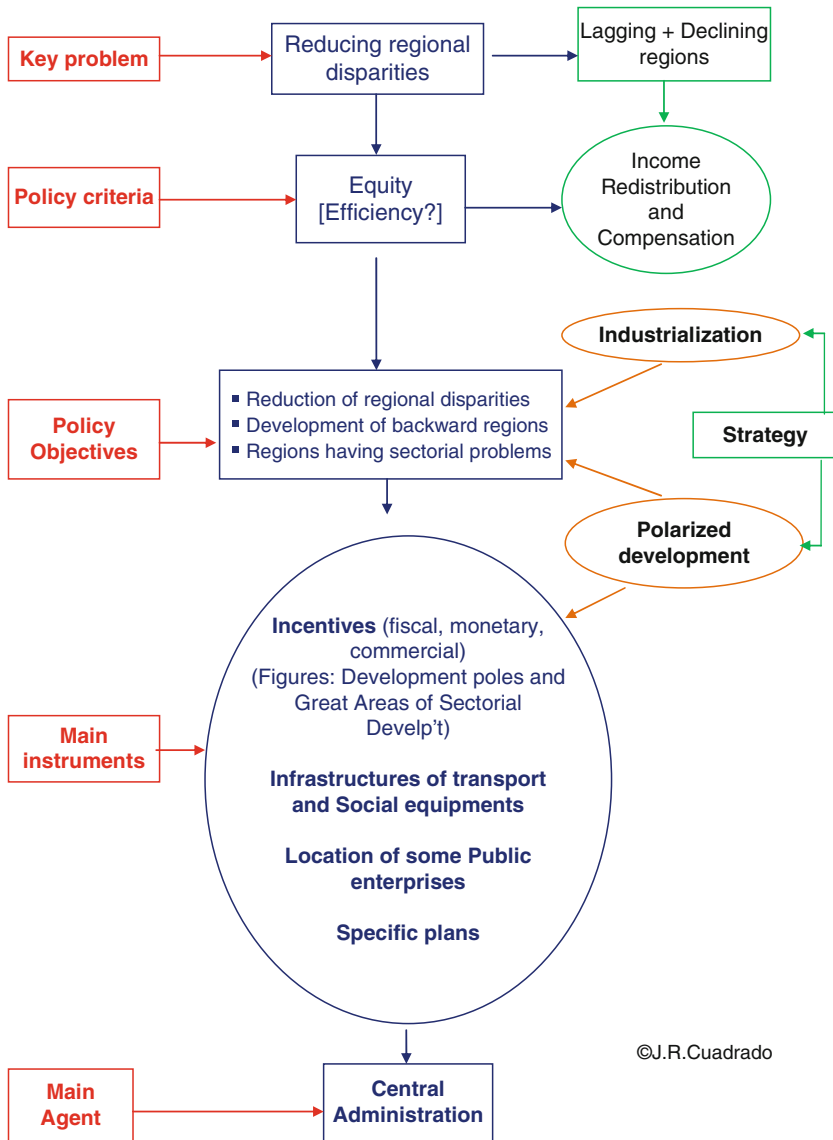 Key problem
Reducing regional
disparities
Lagging + Declining
regions
Policy criteria
Equity
[Efficiency?]
Income
Redistribution
and
Compensation
Industrialization
Policy
Objectives
▪ Reduction of regional disparities
▪ Development of backward regions
▪ Regions having sectorial problems
Strategy
Polarized
development
Main
instruments
Incentives (fiscal, monetary,
commercial)
(Figures: Development poles and
Great Areas of Sectorial
Develp't)
Infrastructures of transport
and Social equipments
Location of some Public
enterprises
Specific plans
©J.R.Cuadrado
Main
Agent
Central
Administration